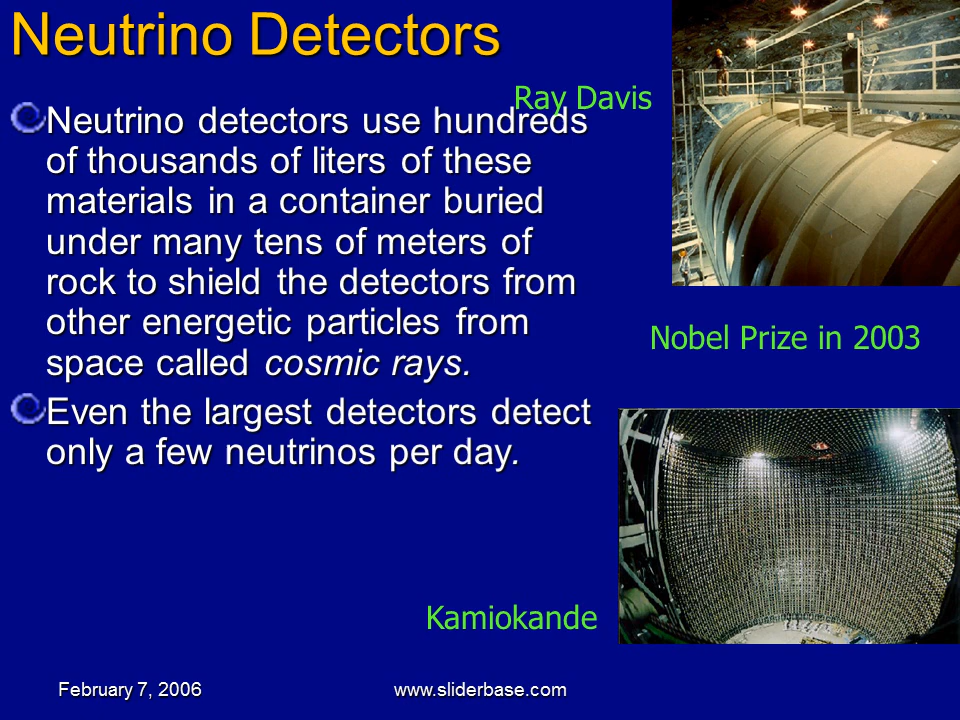 Neutrino Detectors
Ray Davis
Neutrino detectors use hundreds
of thousands of liters of these
materials in a container buried
under many tens of meters of
rock to shield the detectors from
other energetic particles from
space called cosmic rays.
Nobel Prize in 2003
Even the largest detectors detect
only a few neutrinos per day.
Kamiokande
February 7, 2006
www.sliderbase.com